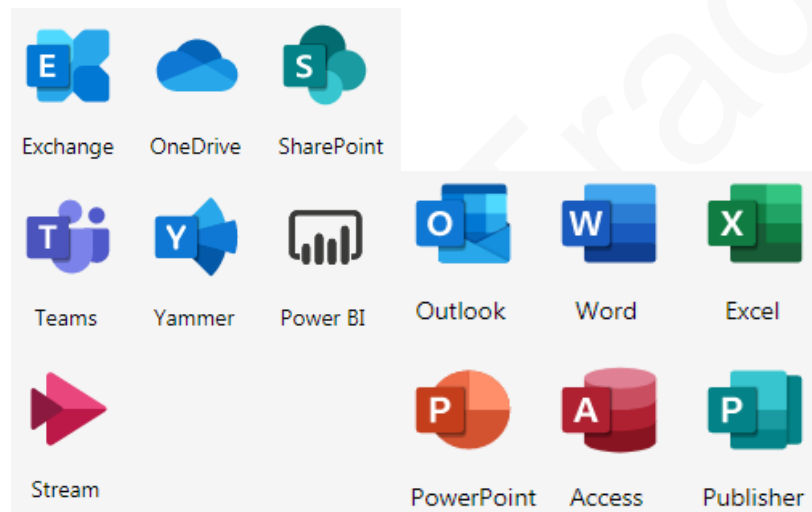 E
S
Exchange OneDrive SharePoint
T
Y
O
W
X
Teams Yammer Power BI
Outlook Word Excel
P
A
P
Stream
PowerPoint Access Publisher